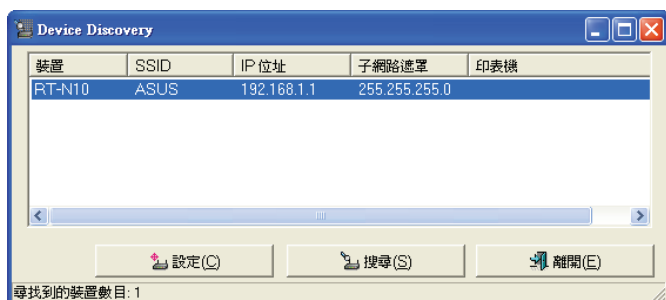 Device Discovery
裝置 SSID IP 位址 子網路遮罩 印表機
RT-N10 ASUS 192.168.1.1 255.255.255.0
設定(C) 搜尋(S) 離開(E)
尋找到的裝置數目: 1